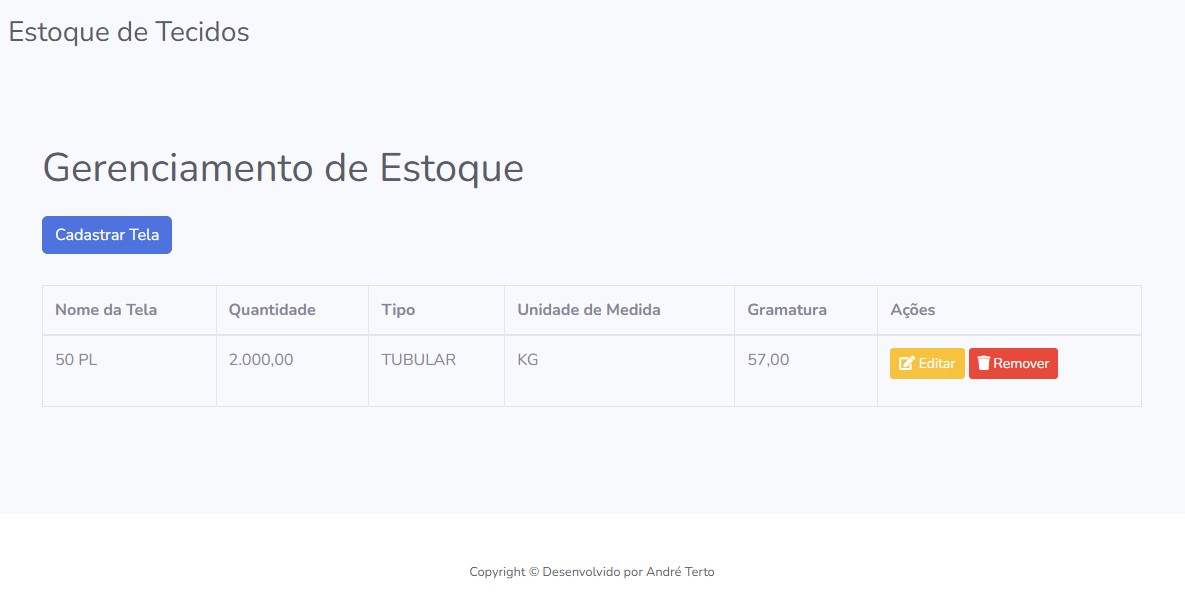 Estoque de Tecidos
Gerenciamento de Estoque
Cadastrar Tela
Nome da Tela Quantidade Tipo Unidade de Medida Gramatura Ações
50 PL 2.000,00 TUBULAR KG 57,00 Editar Remover
Copyright © Desenvolvido por André Terto